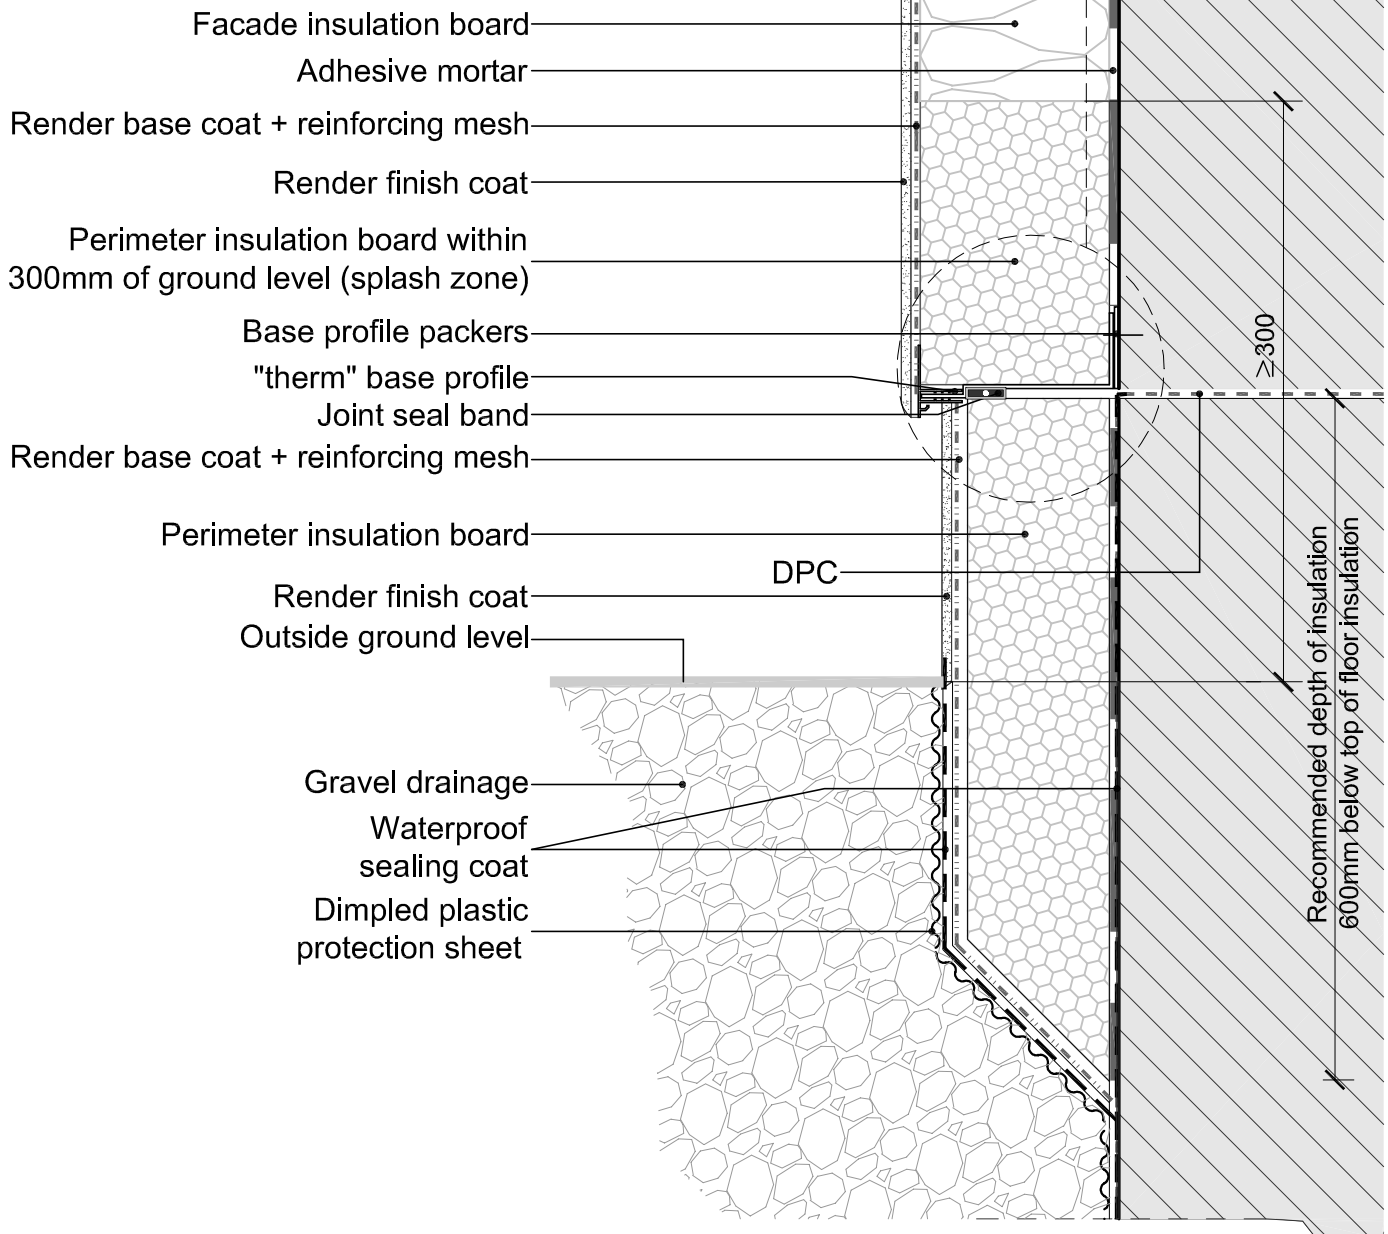 Facade insulation board
Adhesive mortar
Render base coat + reinforcing mesh
Render finish coat
Perimeter insulation board within
300mm of ground level (splash zone)
Base profile packers
"therm" base profile
Joint seal band
Render base coat + reinforcing mesh
Perimeter insulation board
DPC
Render finish coat
Outside ground level
Gravel drainage
Waterproof
sealing coat
Dimpled plastic
protection sheet
≥300
Recommended depth of insulation
600mm below top of floor insulation